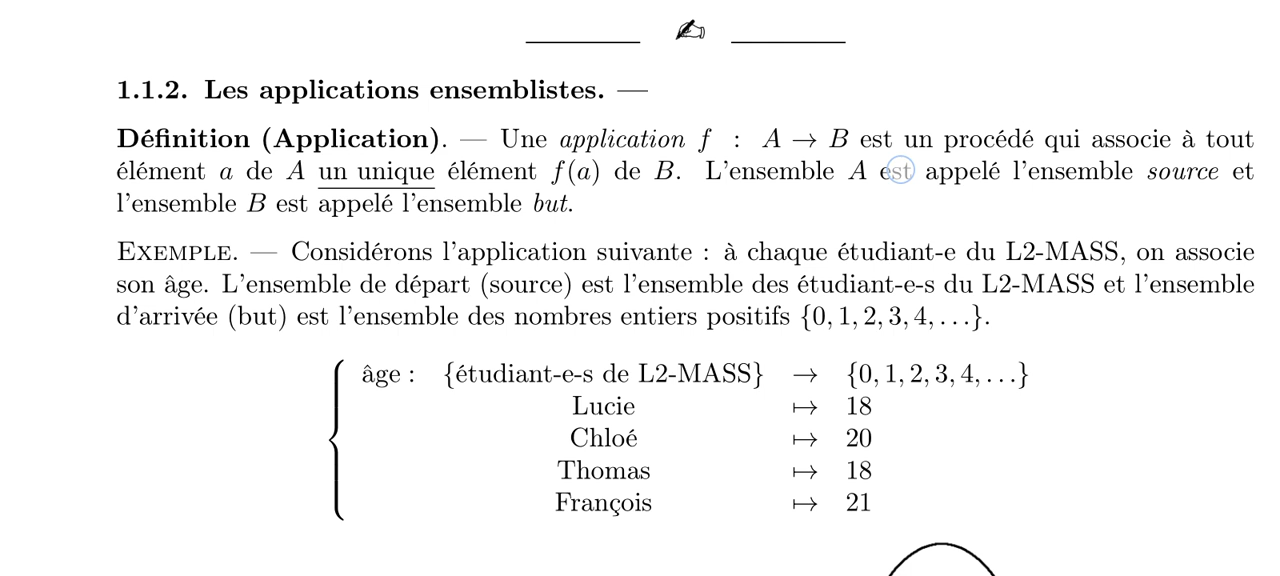 1.1.2. Les applications ensemblistes. —
Définition (Application). — Une application f : A → B est un procédé qui associe à tout
élément a de A un unique élément f(a) de B. L'ensemble A est appelé l'ensemble source et
l'ensemble B est appelé l'ensemble but.
EXEMPLE. — Considérons l'application suivante : à chaque étudiant-e du L2-MASS, on associe
son âge. L'ensemble de départ (source) est l'ensemble des étudiant-e-s du L2-MASS et l'ensemble
d'arrivée (but) est l'ensemble des nombres entiers positifs {0, 1, 2, 3, 4, . . .}.
âge : {étudiant-e-s de L2-MASS} → {0, 1, 2, 3, 4, . . .}
Lucie ↦ 18
Chloé ↦ 20
Thomas ↦ 18
François ↦ 21